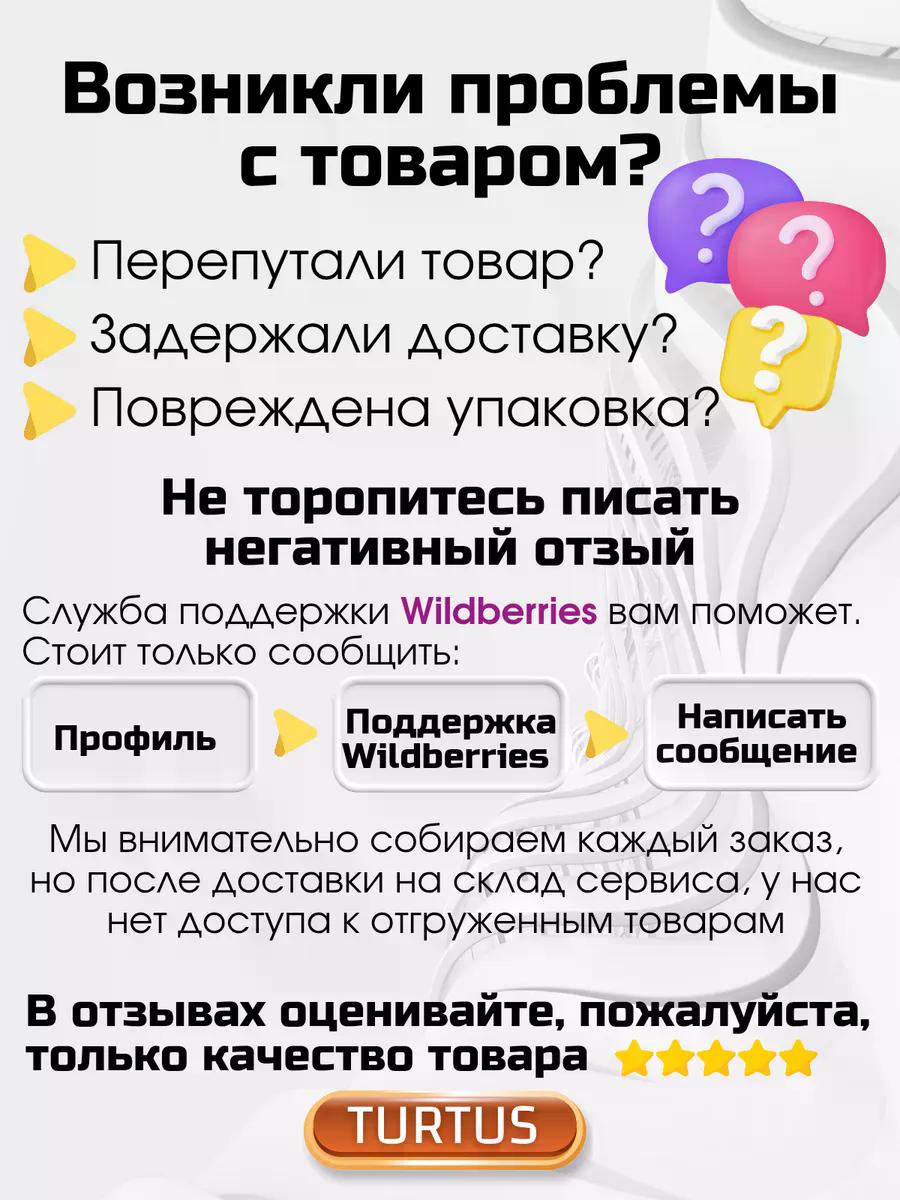 Возникли проблемы
с товаром?
Перепутали товар?
Задержали доставку?
Повреждена упаковка?
Не торопитесь писать
негативный отзый
Служба поддержки Wildberries вам поможет.
Стоит только сообщить:
Профиль
Поддержка
Wildberries
Написать
сообщение
Мы внимательно собираем каждый заказ,
но после доставки на склад сервиса, у нас
нет доступа к отгруженным товарам
В отзывах оценивайте, пожалуйста,
только качество товара
TURTUS